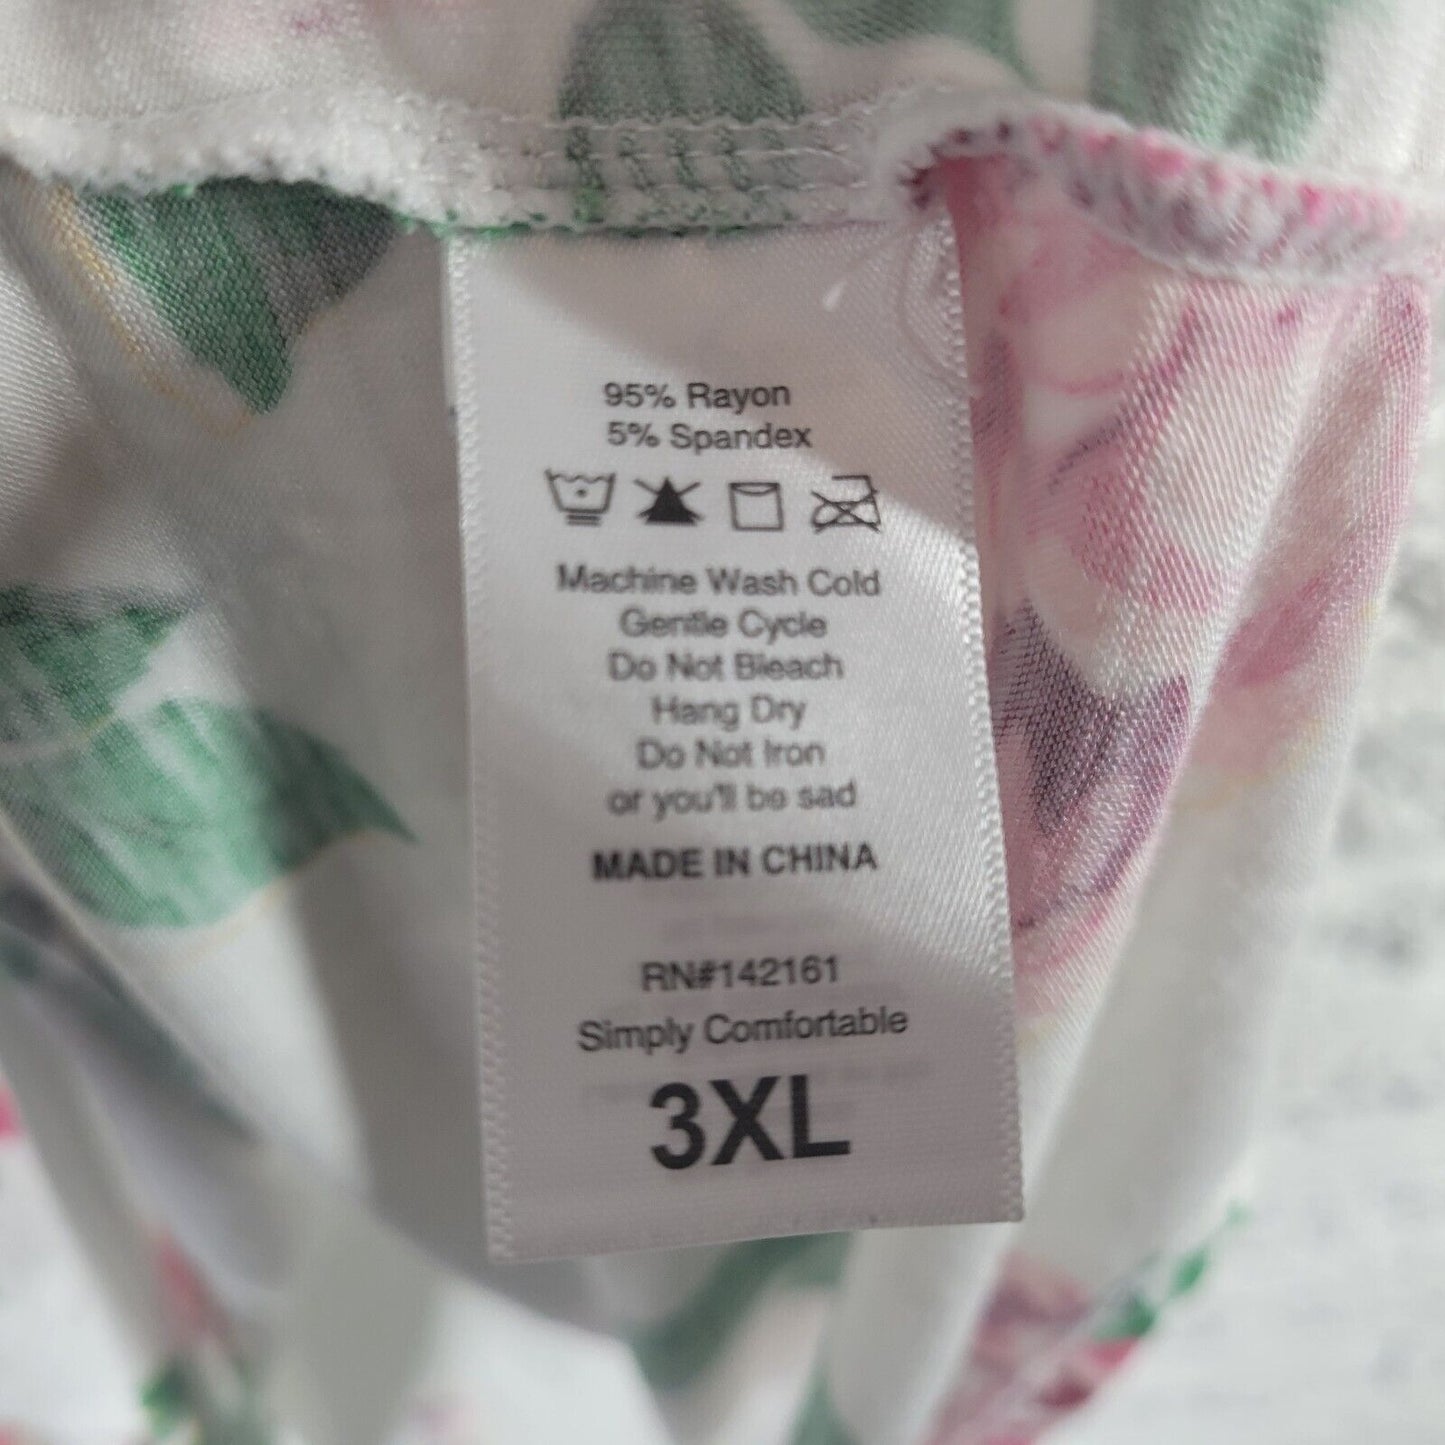 95% Rayon
5% Spandex
Machine Wash Cold
Gentle Cycle
Do Not Bleach
Hang Dry
Do Not Iron
or you'll be sad
MADE IN CHINA
RN#142161
Simply Comfortable
3XL